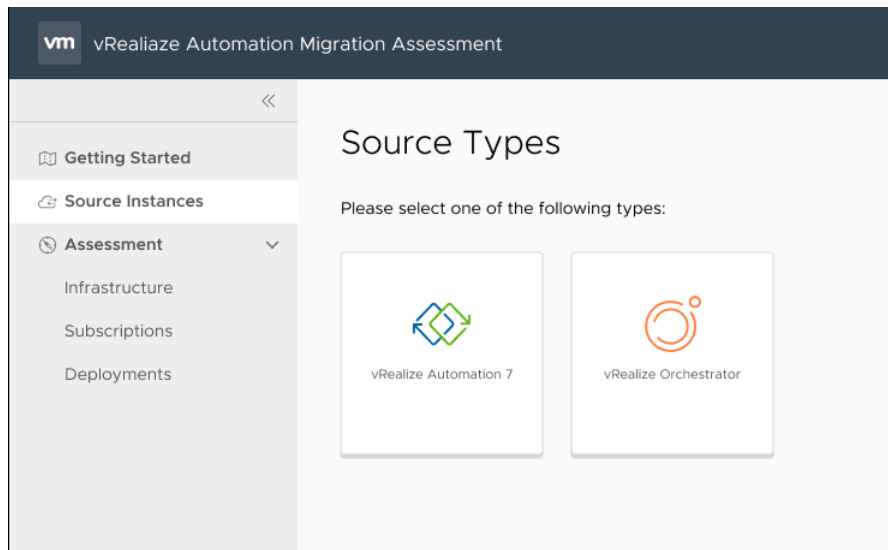 vm vRealiaze Automation Migration Assessment
Getting Started
Source Instances
Assessment
Infrastructure
Subscriptions
Deployments
Source Types
Please select one of the following types:
vRealize Automation 7
vRealize Orchestrator